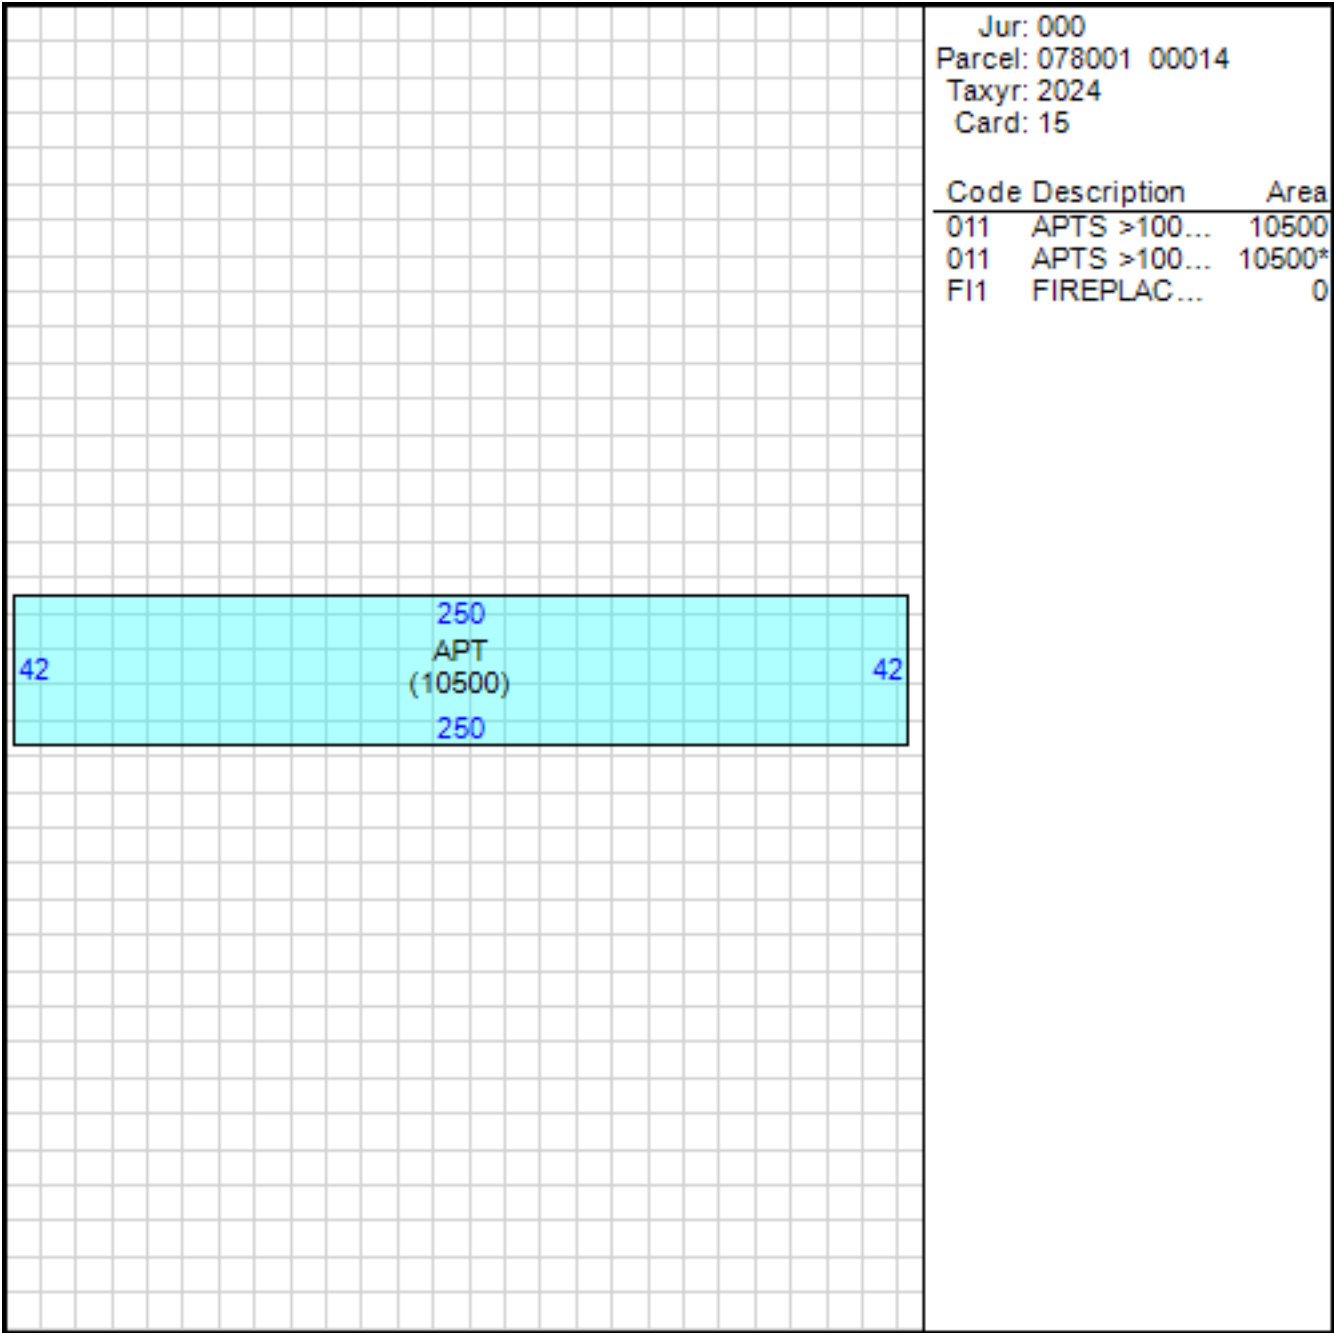 Jur: 000
Parcel: 078001 00014
Taxyr: 2024
Card: 15
Code Description Area
011 APTS >100... 10500
011 APTS >100... 10500*
FI1 FIREPLAC... 0
250
APT
42 42
(10500)
250